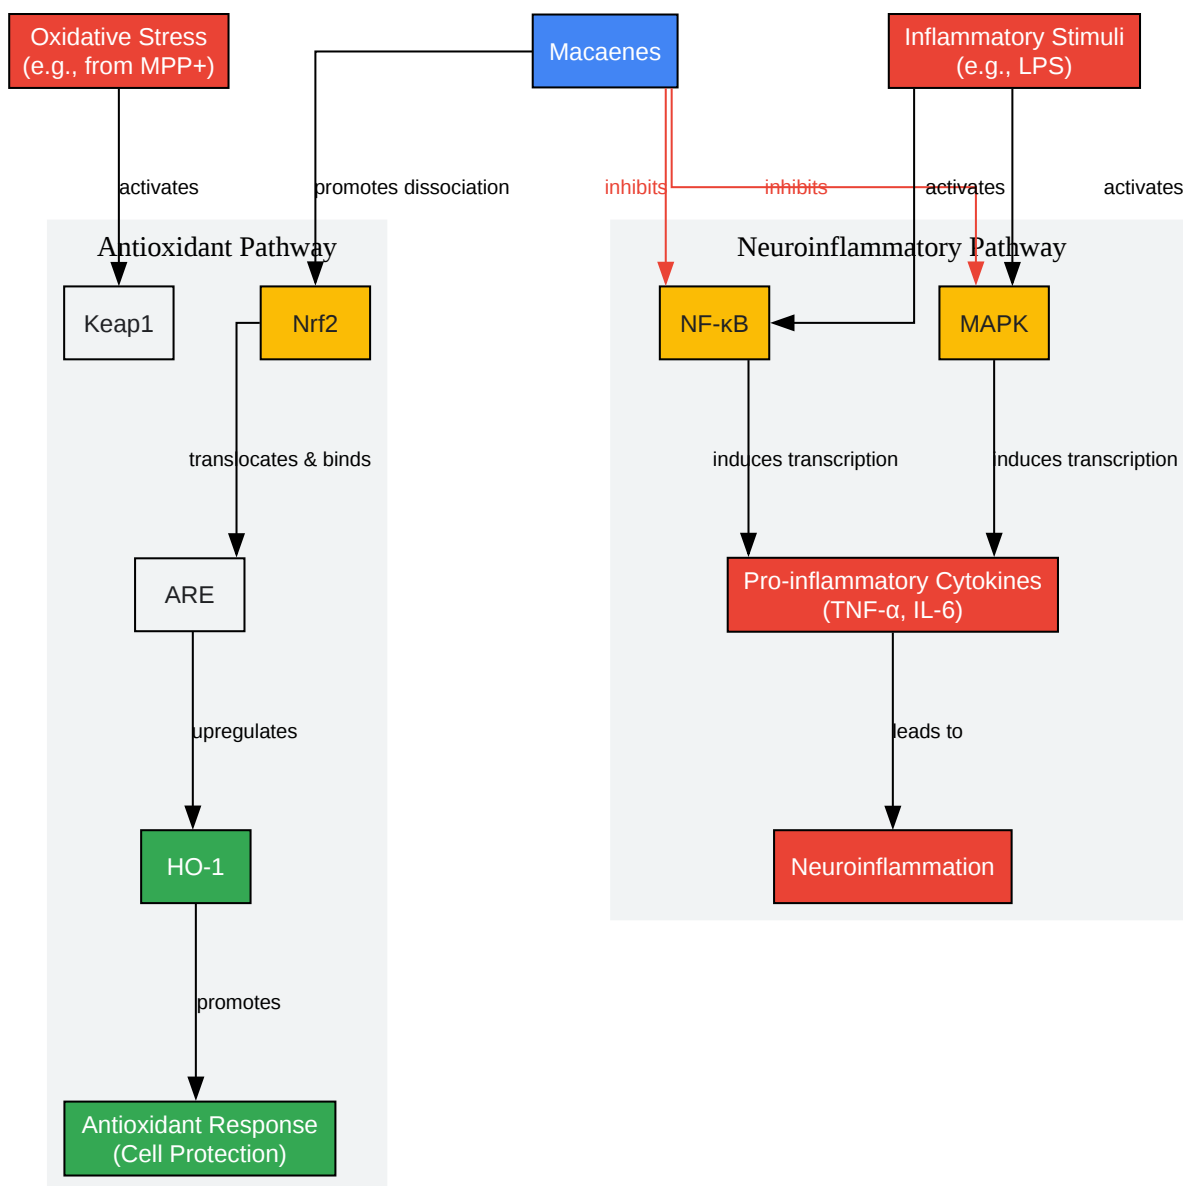 Oxidative Stress
(e.g., from MPP+)
Macaenes
Inflammatory Stimuli
(e.g., LPS)
activates
promotes dissociation
inhibits
inhibits
activates
activates
Antioxidant Pathway
Neuroinflammatory Pathway
Keap1
Nrf2
NF-κB
MAPK
translocates & binds
induces transcription
induces transcription
ARE
Pro-inflammatory Cytokines
(TNF-α, IL-6)
upregulates
leads to
HO-1
Neuroinflammation
promotes
Antioxidant Response
(Cell Protection)